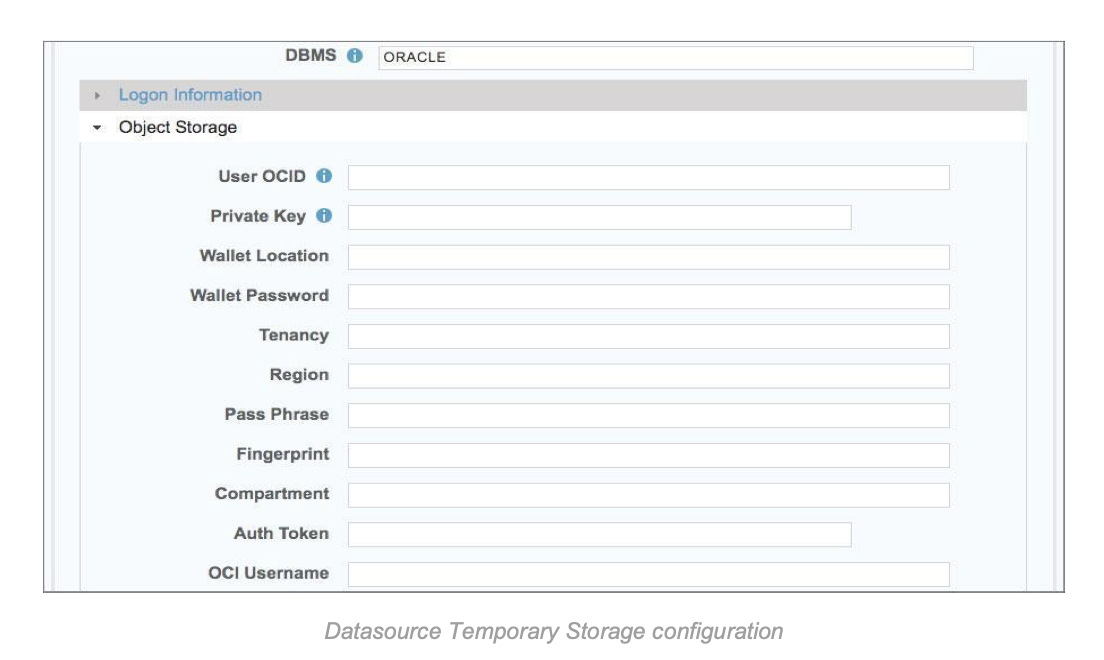 DBMS ORACLE
Logon Information
Object Storage
User OCID
Private Key
Wallet Location
Wallet Password
Tenancy
Region
Pass Phrase
Fingerprint
Compartment
Auth Token
OCI Username
Datasource Temporary Storage configuration